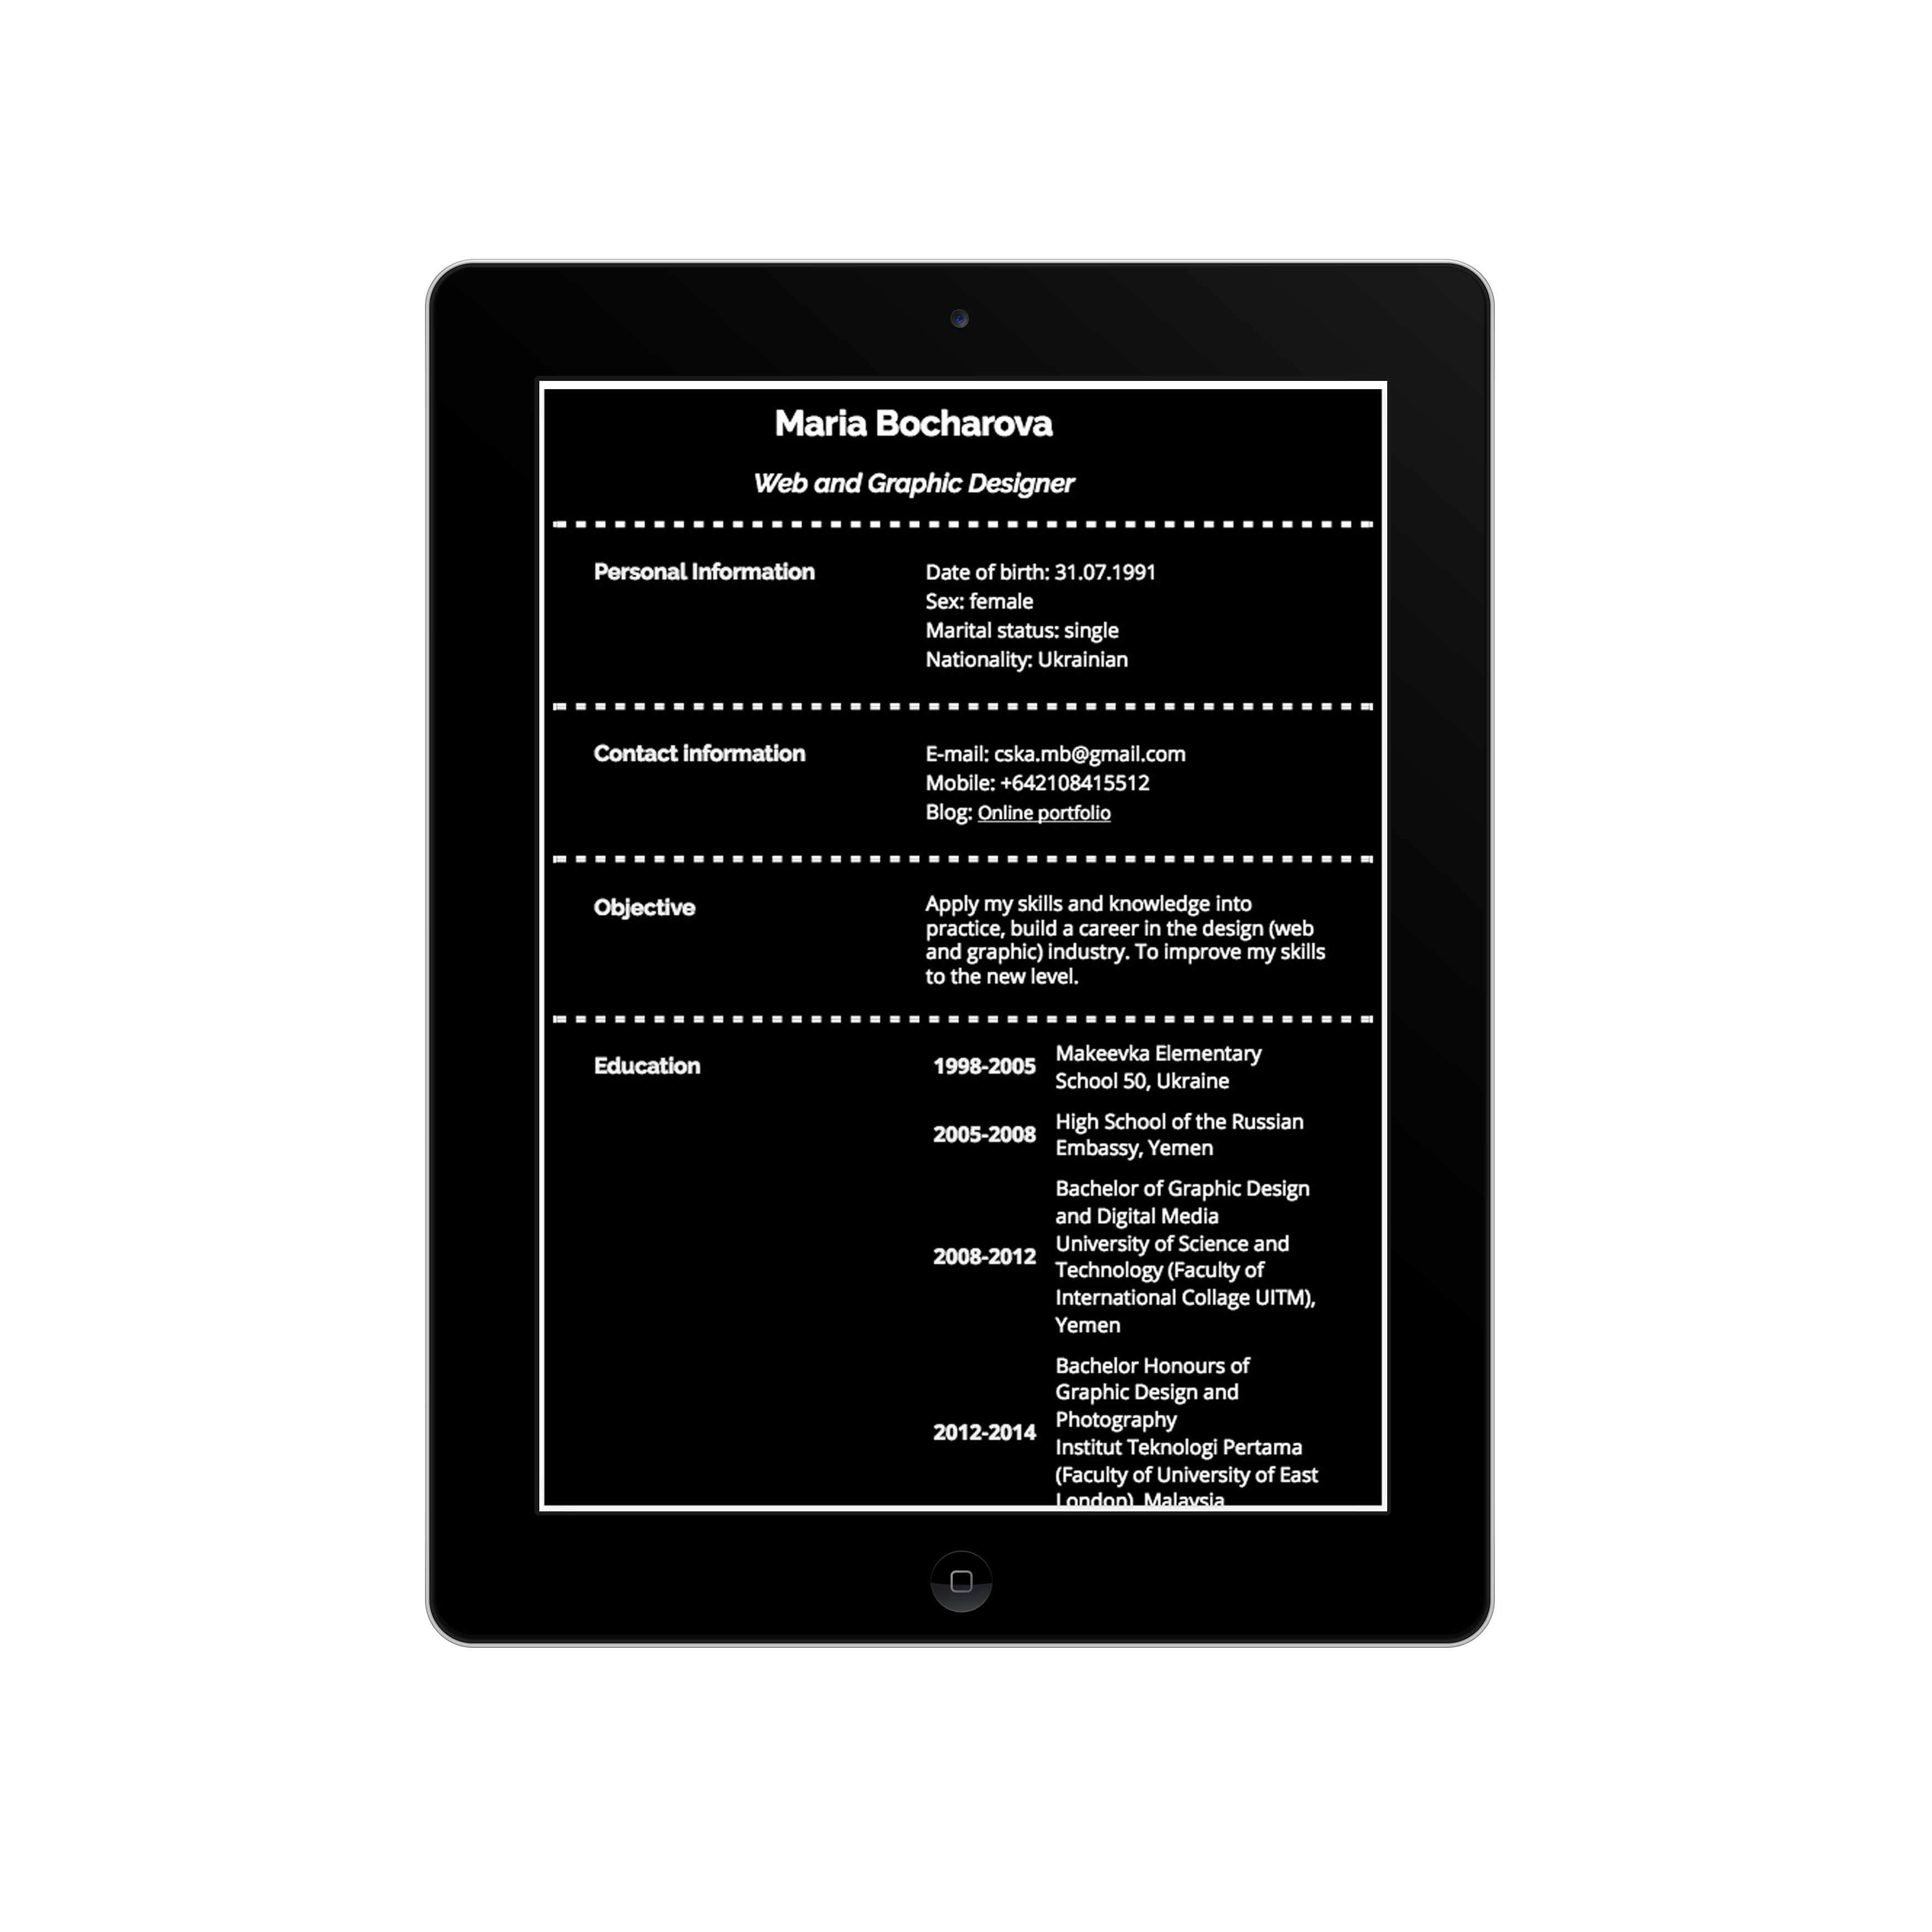 Maria Bocharova
Web and Graphic Designer
Personal Information
Date of birth: 31.07.1991
Sex: female
Marital status: single
Nationality: Ukrainian
Contact information
E-mail: cska.mb@gmail.com
Mobile: +642108415512
Blog: Online portfolio
Objective
Apply my skills and knowledge into
practice, build a career in the design (web
and graphic) industry. To improve my skills
to the new level.
Education
1998-2005
Makeevka Elementary
School 50, Ukraine
2005-2008
High School of the Russian
Embassy, Yemen
2008-2012
Bachelor of Graphic Design
and Digital Media
University of Science and
Technology (Faculty of
International Collage UITM),
Yemen
2012-2014
Bachelor Honours of
Graphic Design and
Photography
Institut Teknologi Pertama
(Faculty of University of East
London), Malaysia